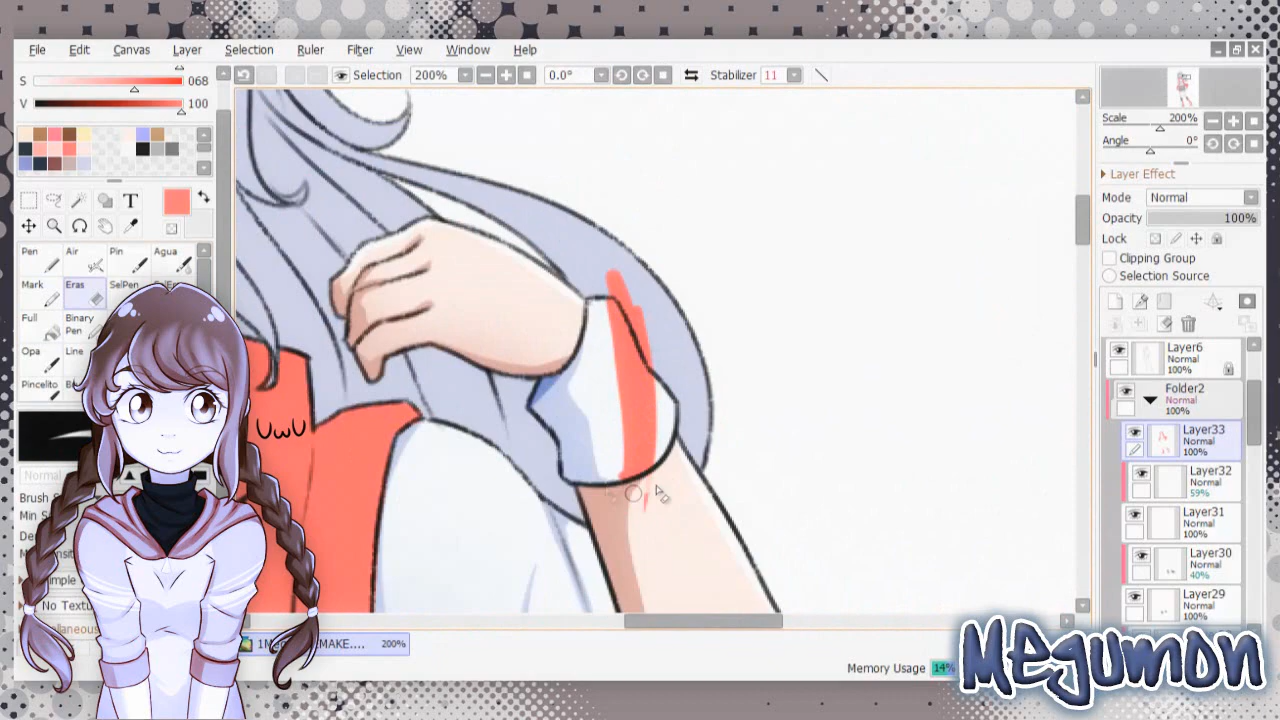 File Edit Canvas Layer Selection Ruler Filter View Window Help
S 068
V 100
Selection 200% 0.0° Stabilizer 11
Scale 200%
Angle 0°
Layer Effect
Mode Normal
Opacity 100%
Lock
Clipping Group
Selection Source
T
Pen Air Pin Agua
Mark Eras SelPen
Full Binary Pen
Opa Line
Pincelito
Normal
Brush S
Min S
No Textu
UwU
Layer6
Normal
100%
Folder2
Normal
100%
Layer33
Normal
100%
Layer32
Normal
59%
Layer31
Normal
100%
Layer30
Normal
40%
Layer29
Normal
100%
EMAKE.... 200%
Memory Usage 14%
Megumon